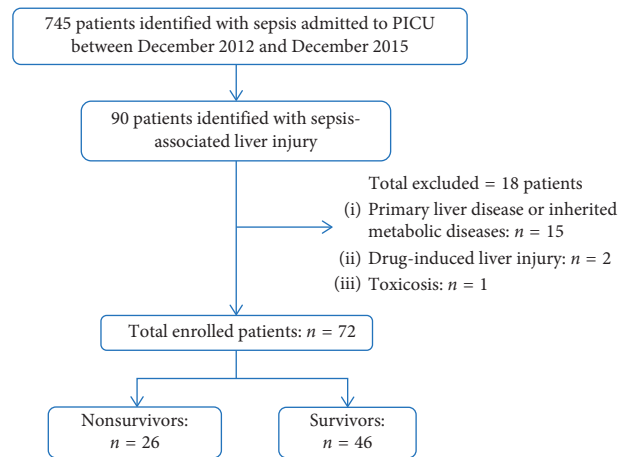 745 patients identified with sepsis admitted to PICU
between December 2012 and December 2015
90 patients identified with sepsis-
associated liver injury
Total excluded = 18 patients
(i) Primary liver disease or inherited
metabolic diseases: n = 15
(ii) Drug-induced liver injury: n = 2
(iii) Toxicosis: n = 1
Total enrolled patients: n = 72
Nonsurvivors:
n = 26
Survivors:
n = 46